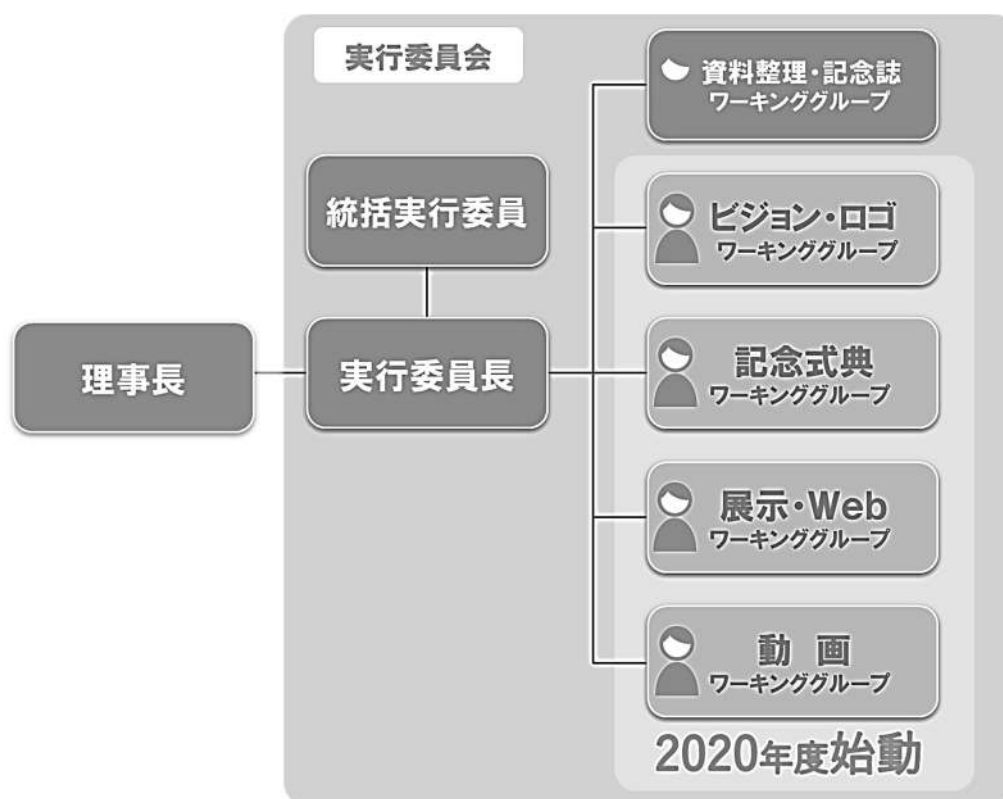 実行委員会
統括実行委員
理事長
実行委員長
資料整理・記念誌
ワーキンググループ
ビジョン・ロゴ
ワーキンググループ
記念式典
ワーキンググループ
展示・Web
ワーキンググループ
動 画
ワーキンググループ
2020年度始動